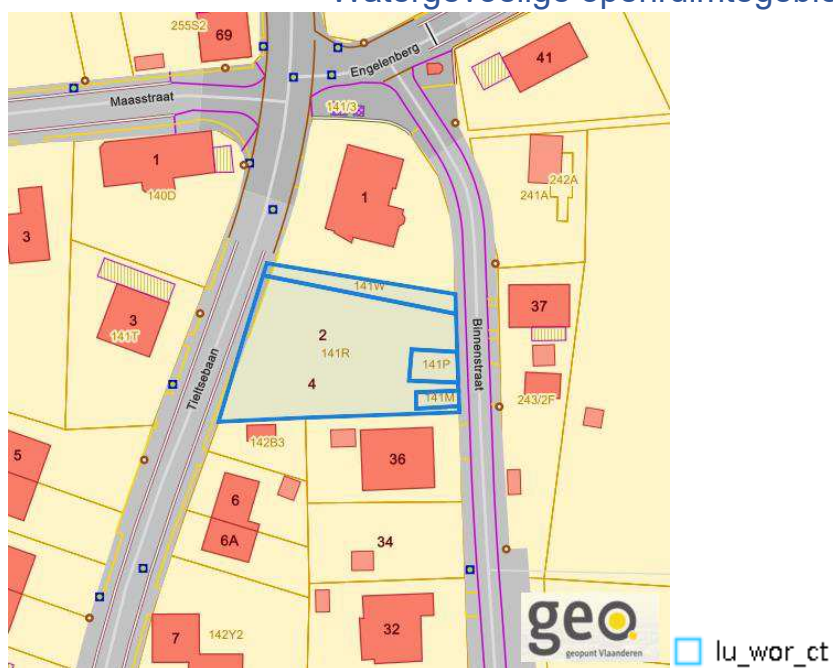 Watergevoelige openruimtegebie
255S2
69
Engelenberg
41
Maasstraat
141/3
1
140D
1
242A
241A
3
3
141T
141W
2
141R
4
141P
141M
37
Binnenstraat
243/2F
Tieltsebaan
142B3
5
36
6
6A
34
7
142Y2
32
geo
geopunt Vlaanderen
lu_wor_ct